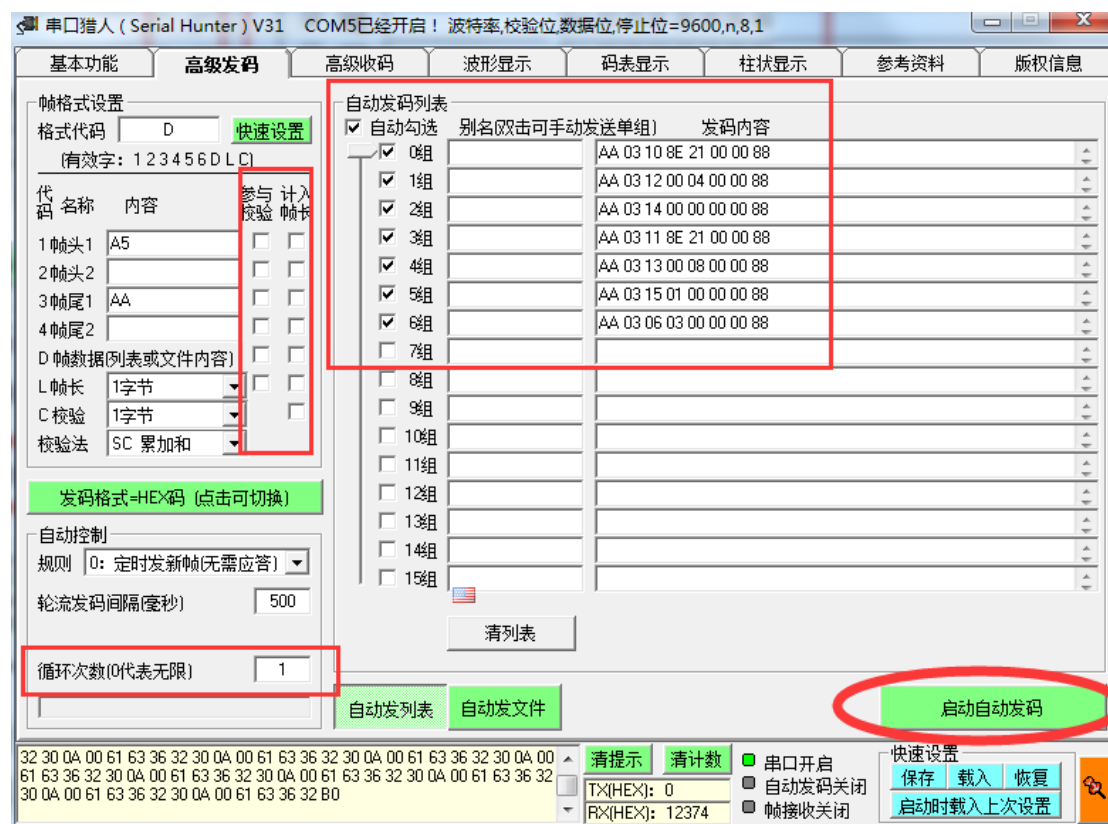 串口猎人 ( Serial Hunter ) V31 COM5已经开启！ 波特率,校验位,数据位,停止位=9600,n,8,1
基本功能 高级发码 高级收码 波形显示 码表显示 柱状显示 参考资料 版权信息
帧格式设置
格式代码 D 快速设置
(有效字: 1 2 3 4 5 6 D L C)
代码 名称 内容 参与校验 计入帧长
1 帧头1 A5
2 帧头2
3 帧尾1 AA
4 帧尾2
D 帧数据(列表或文件内容)
L 帧长 1字节
C 校验 1字节
校验法 SC 累加和
发码格式=HEX码 (点击可切换)
自动控制
规则 0: 定时发新帧(无需应答)
轮流发码间隔(毫秒) 500
循环次数(0代表无限) 1
自动发码列表
自动勾选 别名(双击可手动发送单组) 发码内容
0组 AA 03 10 8E 21 00 00 88
1组 AA 03 12 00 04 00 00 88
2组 AA 03 14 00 00 00 00 88
3组 AA 03 11 8E 21 00 00 88
4组 AA 03 13 00 08 00 00 88
5组 AA 03 15 01 00 00 00 88
6组 AA 03 06 03 00 00 00 88
7组
8组
9组
10组
11组
12组
13组
14组
15组
清列表
自动发列表 自动发文件 启动自动发码
32 30 0A 00 61 63 36 32 30 0A 00 61 63 36 32 30 0A 00 61 63 36 32 30 0A 00
61 63 36 32 30 0A 00 61 63 36 32 30 0A 00 61 63 36 32 30 0A 00 61 63 36 32
30 0A 00 61 63 36 32 30 0A 00 61 63 36 32 B0
清提示 清计数
TX(HEX): 0
RX(HEX): 12374
串口开启
自动发码关闭
帧接收关闭
快速设置
保存 载入 恢复
启动时载入上次设置